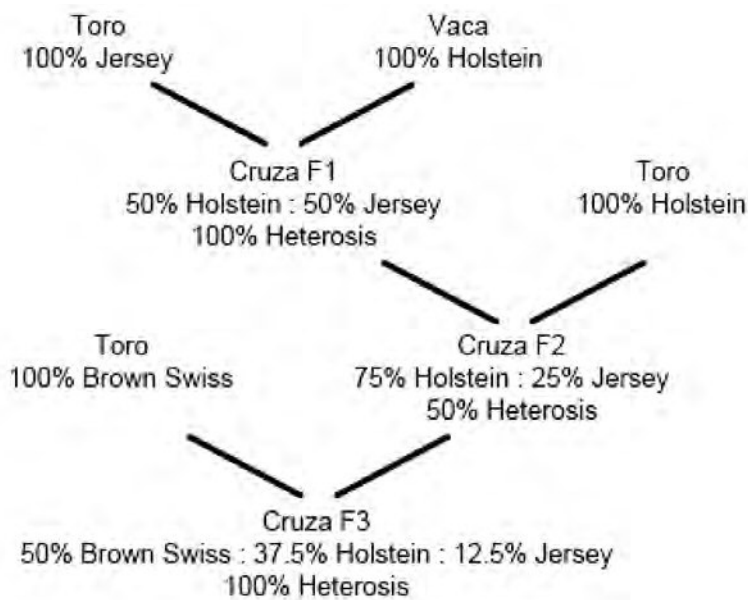 Toro
100% Jersey
Vaca
100% Holstein
Cruza F1
50% Holstein : 50% Jersey
100% Heterosis
Toro
100% Holstein
Toro
100% Brown Swiss
Cruza F2
75% Holstein : 25% Jersey
50% Heterosis
Cruza F3
50% Brown Swiss : 37.5% Holstein : 12.5% Jersey
100% Heterosis